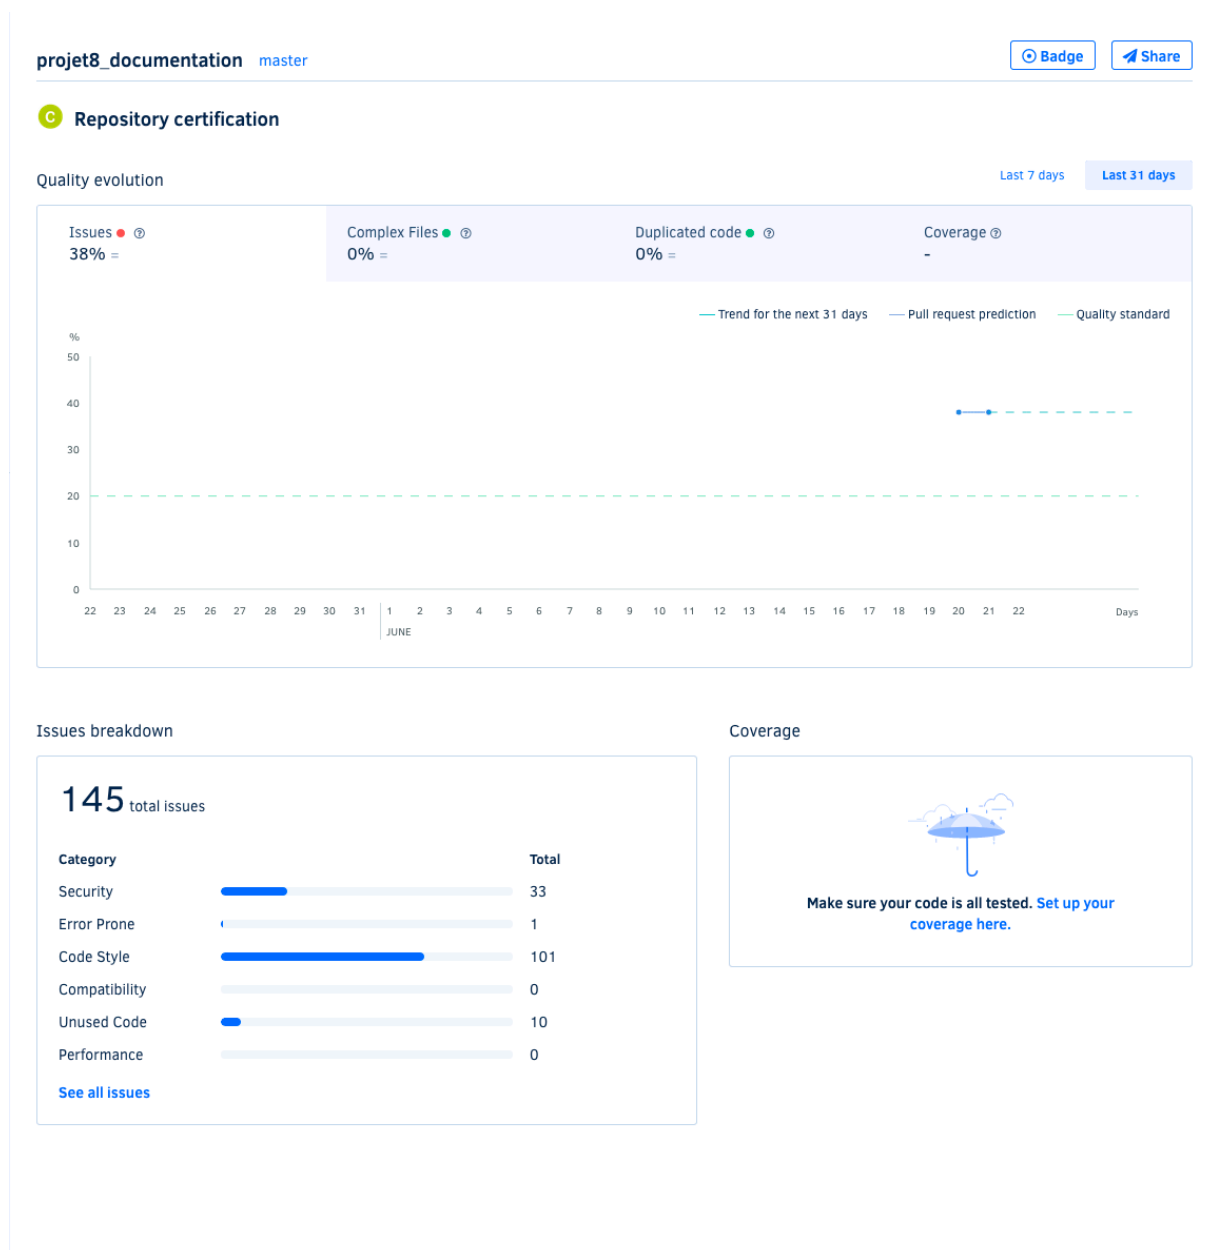 projet8_documentation master Badge Share
C Repository certification
Quality evolution Last 7 days Last 31 days
Issues Complex Files Duplicated code Coverage
38% = 0% = 0% = -
Trend for the next 31 days Pull request prediction Quality standard
%
50
40
30
20
10
0
22 23 24 25 26 27 28 29 30 31 1 2 3 4 5 6 7 8 9 10 11 12 13 14 15 16 17 18 19 20 21 22 Days
JUNE
Issues breakdown
145 total issues
Category Total
Security 33
Error Prone 1
Code Style 101
Compatibility 0
Unused Code 10
Performance 0
See all issues
Coverage
Make sure your code is all tested. Set up your
coverage here.